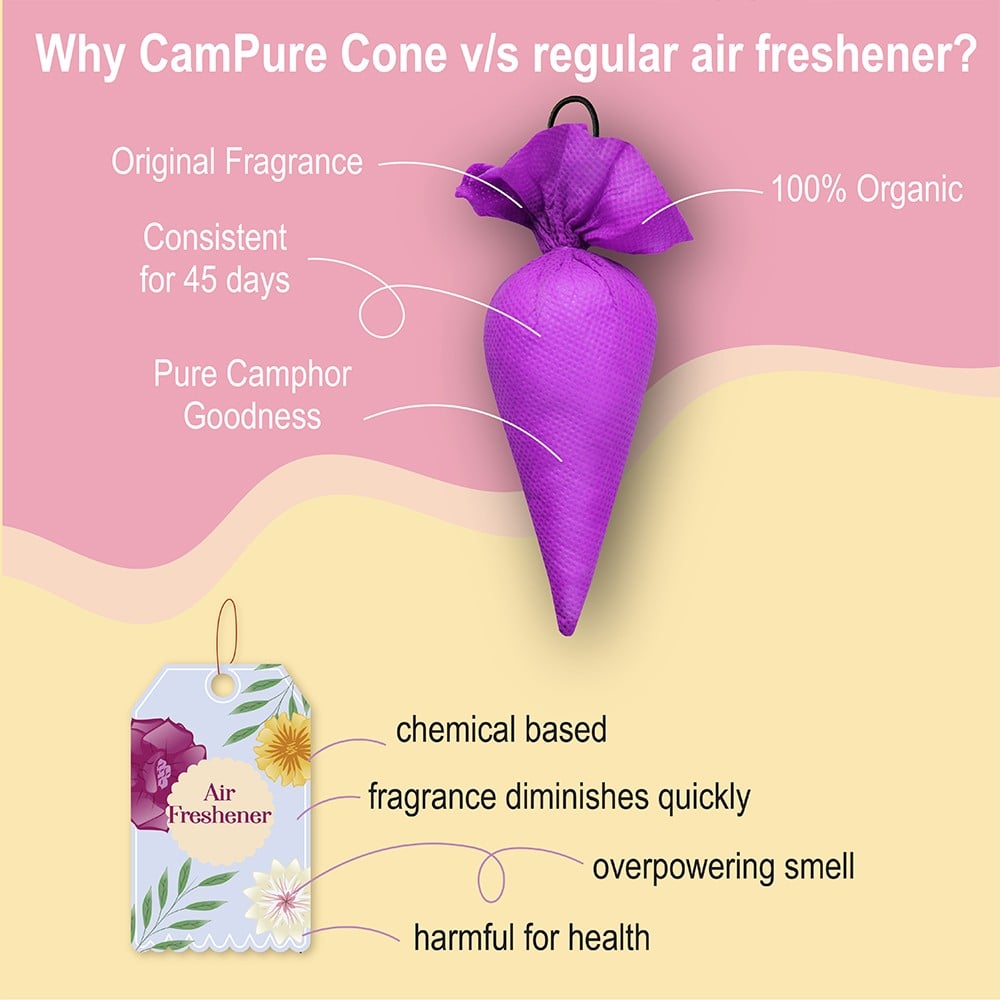 Why CamPure Cone v/s regular air freshener?
Original Fragrance
100% Organic
Consistent
for 45 days
Pure Camphor
Goodness
chemical based
Air
Freshener
fragrance diminishes quickly
overpowering smell
harmful for health